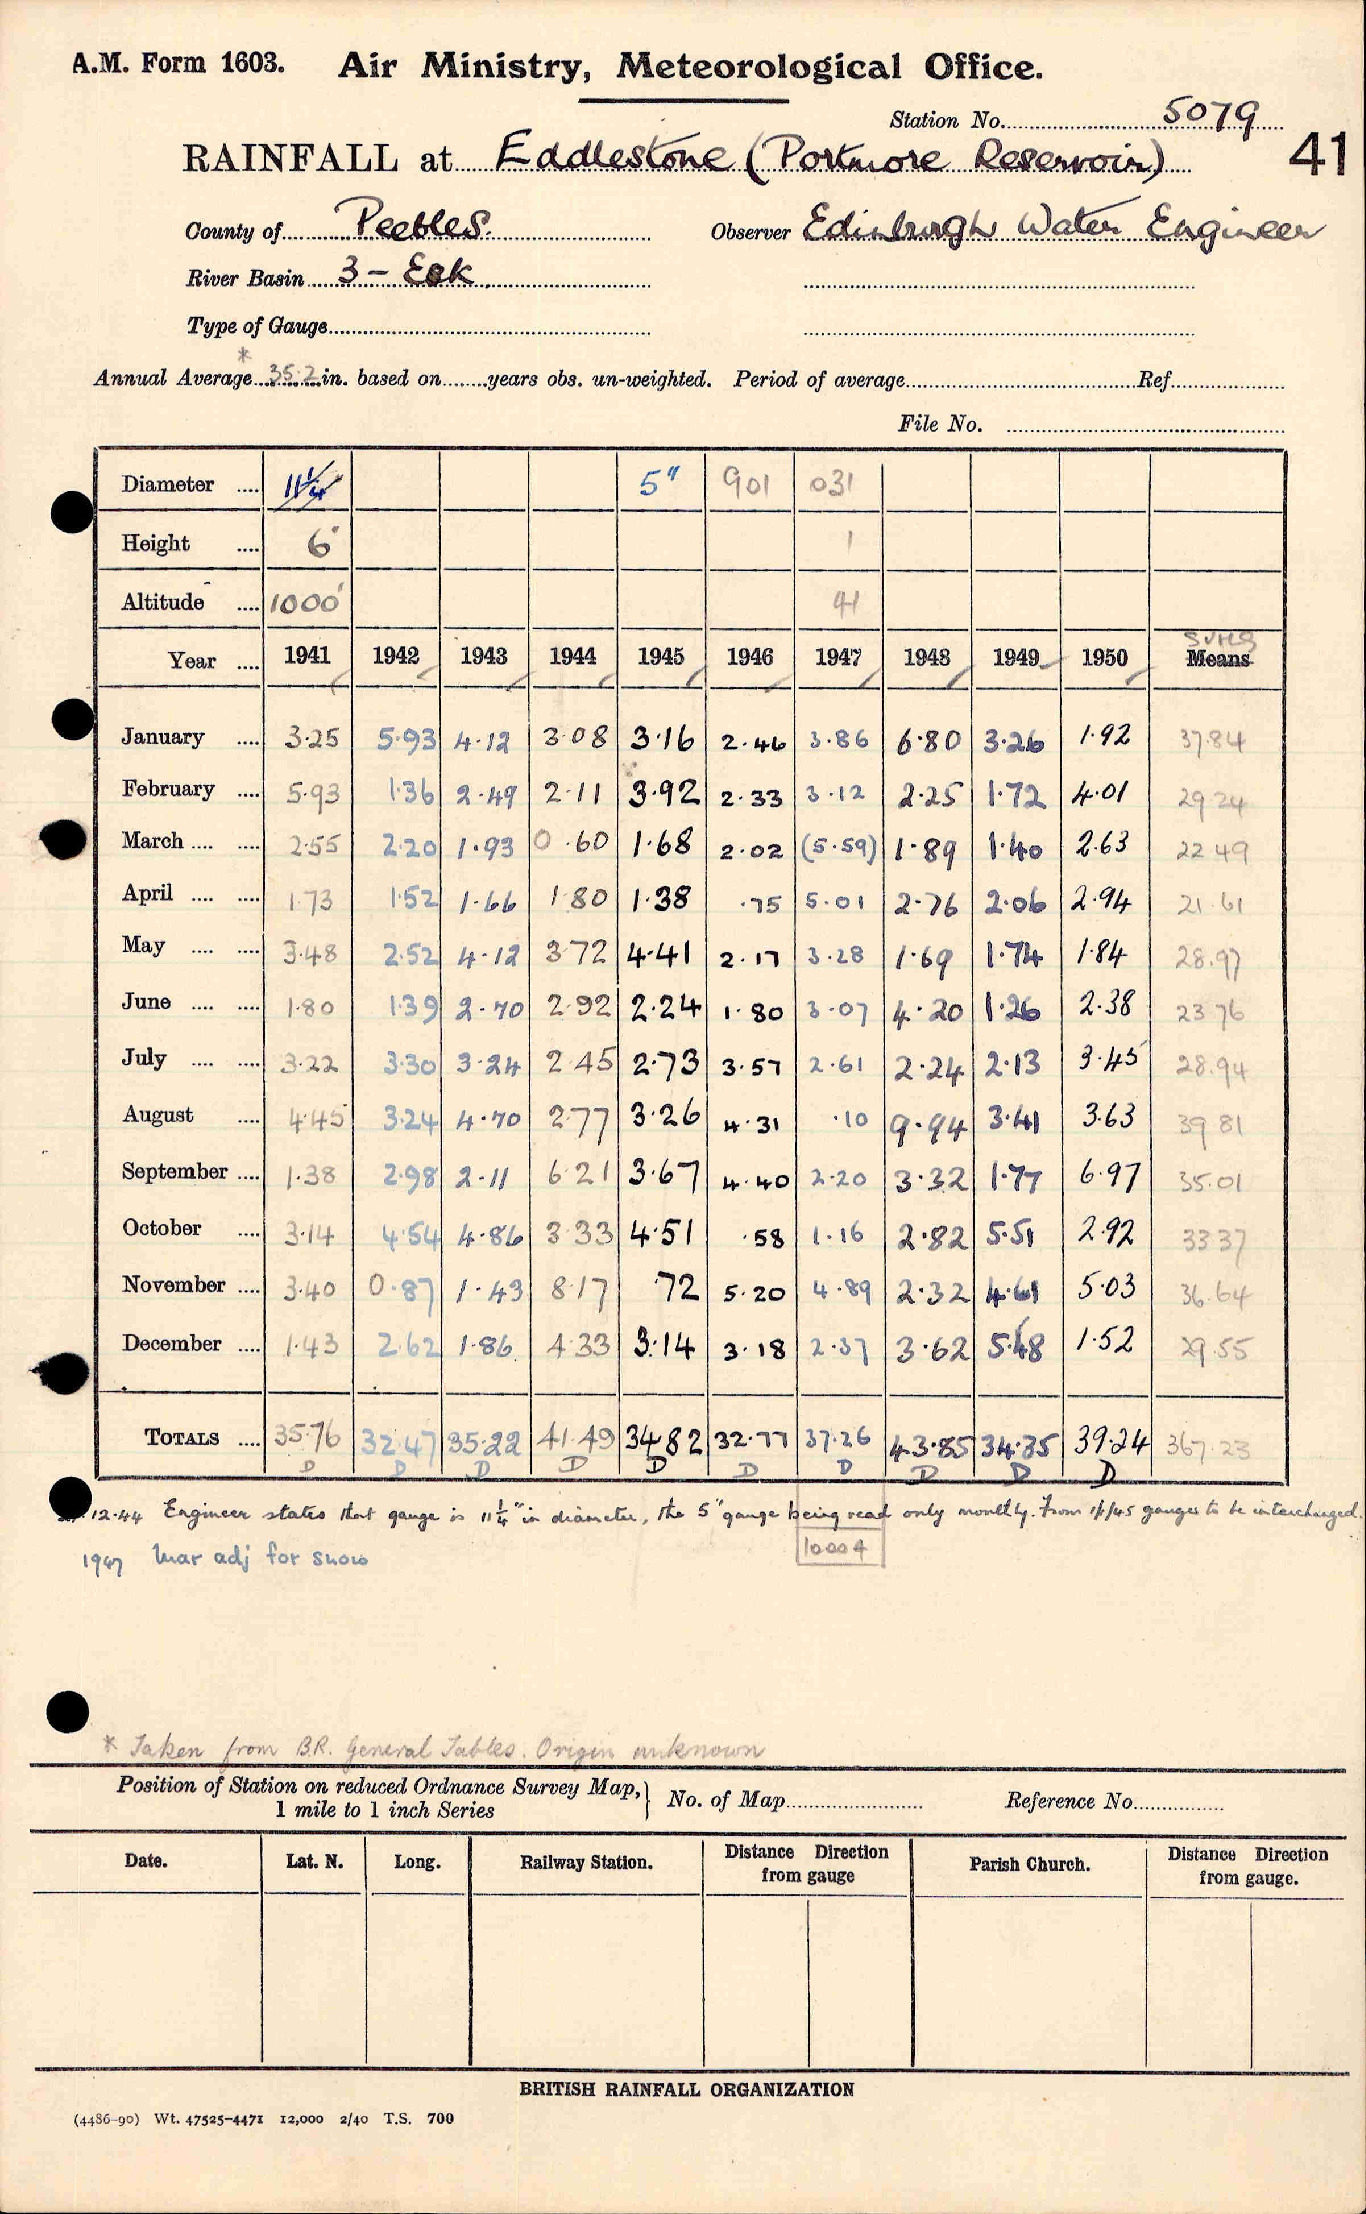 A.M. Form 1603. Air Ministry, Meteorological Office.
Station No. 5079
RAINFALL at Eddlestone (Portmore Reservoir) 41
County of Peebles. Observer Edinburgh Water Engineer
River Basin 3 - Esk
Type of Gauge
*
Annual Average 35.2 in. based on years obs. un-weighted. Period of average Ref.
File No.
Diameter .... 11¼ 5" 901 031
Height .... 6" 1
Altitude .... 1000' 41
SUMS
Year .... 1941 1942 1943 1944 1945 1946 1947 1948 1949 1950 Means
January .... 3.25 5.93 4.12 3.08 3.16 2.46 3.86 6.80 3.26 1.92 37.84
February .... 5.93 1.36 2.49 2.11 3.92 2.33 3.12 2.25 1.72 4.01 29.24
March .... .... 2.55 2.20 1.93 0.60 1.68 2.02 (5.59) 1.89 1.40 2.63 22.49
April .... .... 1.73 1.52 1.66 1.80 1.38 .75 5.01 2.76 2.06 2.94 21.61
May .... .... 3.48 2.52 4.12 3.72 4.41 2.17 3.28 1.69 1.74 1.84 28.97
June .... .... 1.80 1.39 2.70 2.92 2.24 1.80 3.07 4.20 1.26 2.38 23.76
July .... .... 3.22 3.30 3.24 2.45 2.73 3.57 2.61 2.24 2.13 3.45 28.94
August .... 4.45 3.24 4.70 2.77 3.26 4.31 .10 9.94 3.41 3.63 39.81
September .... 1.38 2.98 2.11 6.21 3.67 4.40 2.20 3.32 1.77 6.97 35.01
October .... 3.14 4.54 4.86 3.33 4.51 .58 1.16 2.82 5.51 2.92 33.37
November .... 3.40 0.87 1.43 8.17 .72 5.20 4.89 2.32 4.61 5.03 36.64
December .... 1.43 2.62 1.86 4.33 3.14 3.18 2.37 3.62 5.48 1.52 29.55
TOTALS .... 35.76 32.47 35.22 41.49 34.82 32.77 37.26 43.85 34.35 39.24 367.23
D D D D D D D D D D
.12.44 Engineer states that gauge is 11¼" in diameter, the 5" gauge being read only monthly. From 1/1/45 gauges to be interchanged.
10004
1947 Mar adj for snow
* Taken from B.R. General Tables. Origin unknown
Position of Station on reduced Ordnance Survey Map, 1 mile to 1 inch Series No. of Map Reference No.
Date. Lat. N. Long. Railway Station. Distance Direction from gauge Parish Church. Distance Direction from gauge.
BRITISH RAINFALL ORGANIZATION
(4486-90) Wt. 47525-4471 12,000 2/40 T.S. 700